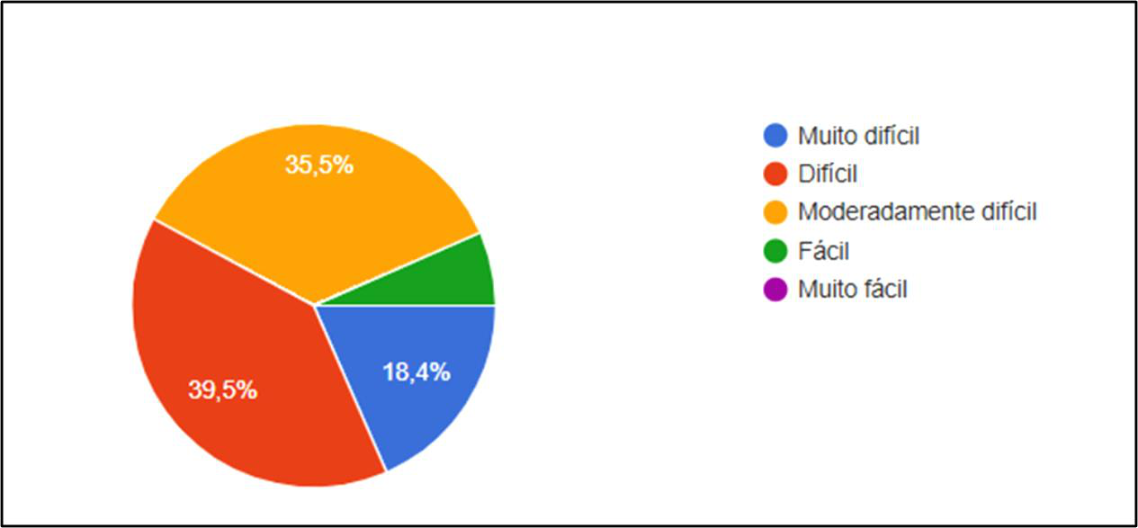 35,5%
39,5%
18,4%
Muito difícil
Difícil
Moderadamente difícil
Fácil
Muito fácil